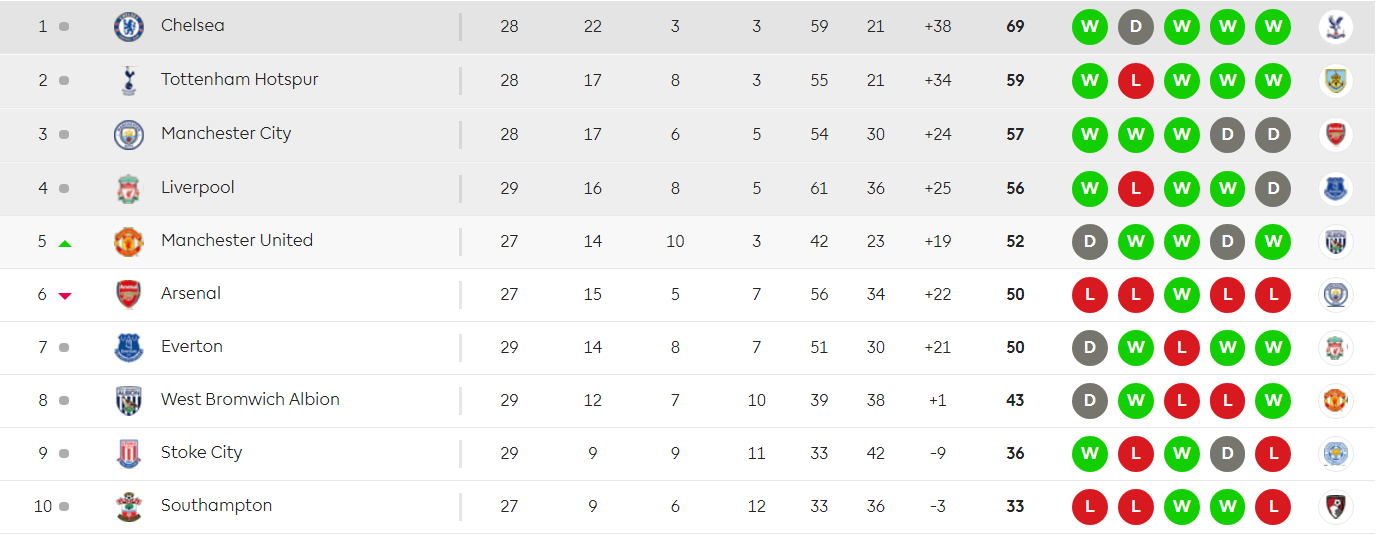 1 Chelsea 28 22 3 3 59 21 +38 69 W D W W W
2 Tottenham Hotspur 28 17 8 3 55 21 +34 59 W L W W W
3 Manchester City 28 17 6 5 54 30 +24 57 W W W D D
4 Liverpool 29 16 8 5 61 36 +25 56 W L W W D
5 Manchester United 27 14 10 3 42 23 +19 52 D W W D W
6 Arsenal 27 15 5 7 56 34 +22 50 L L W L L
7 Everton 29 14 8 7 51 30 +21 50 D W L W W
8 West Bromwich Albion 29 12 7 10 39 38 +1 43 D W L L W
9 Stoke City 29 9 9 11 33 42 -9 36 W L W D L
10 Southampton 27 9 6 12 33 36 -3 33 L L W W L